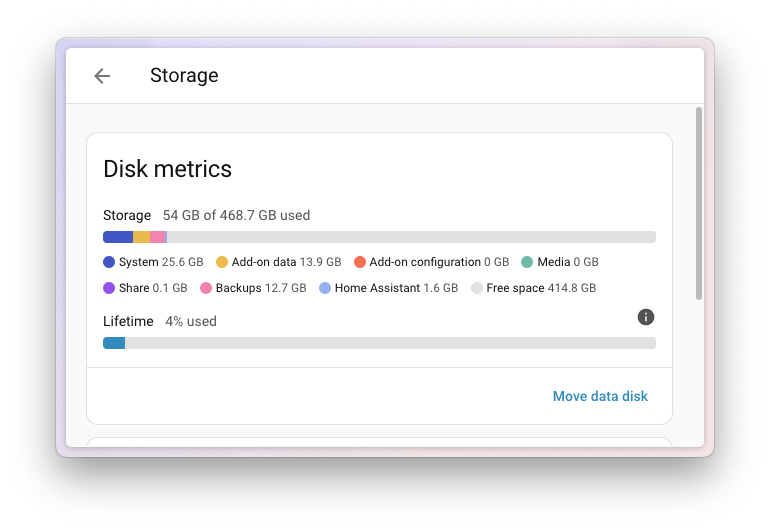 Storage
Disk metrics
Storage 54 GB of 468.7 GB used
System 25.6 GB Add-on data 13.9 GB Add-on configuration 0 GB Media 0 GB
Share 0.1 GB Backups 12.7 GB Home Assistant 1.6 GB Free space 414.8 GB
Lifetime 4% used
Move data disk